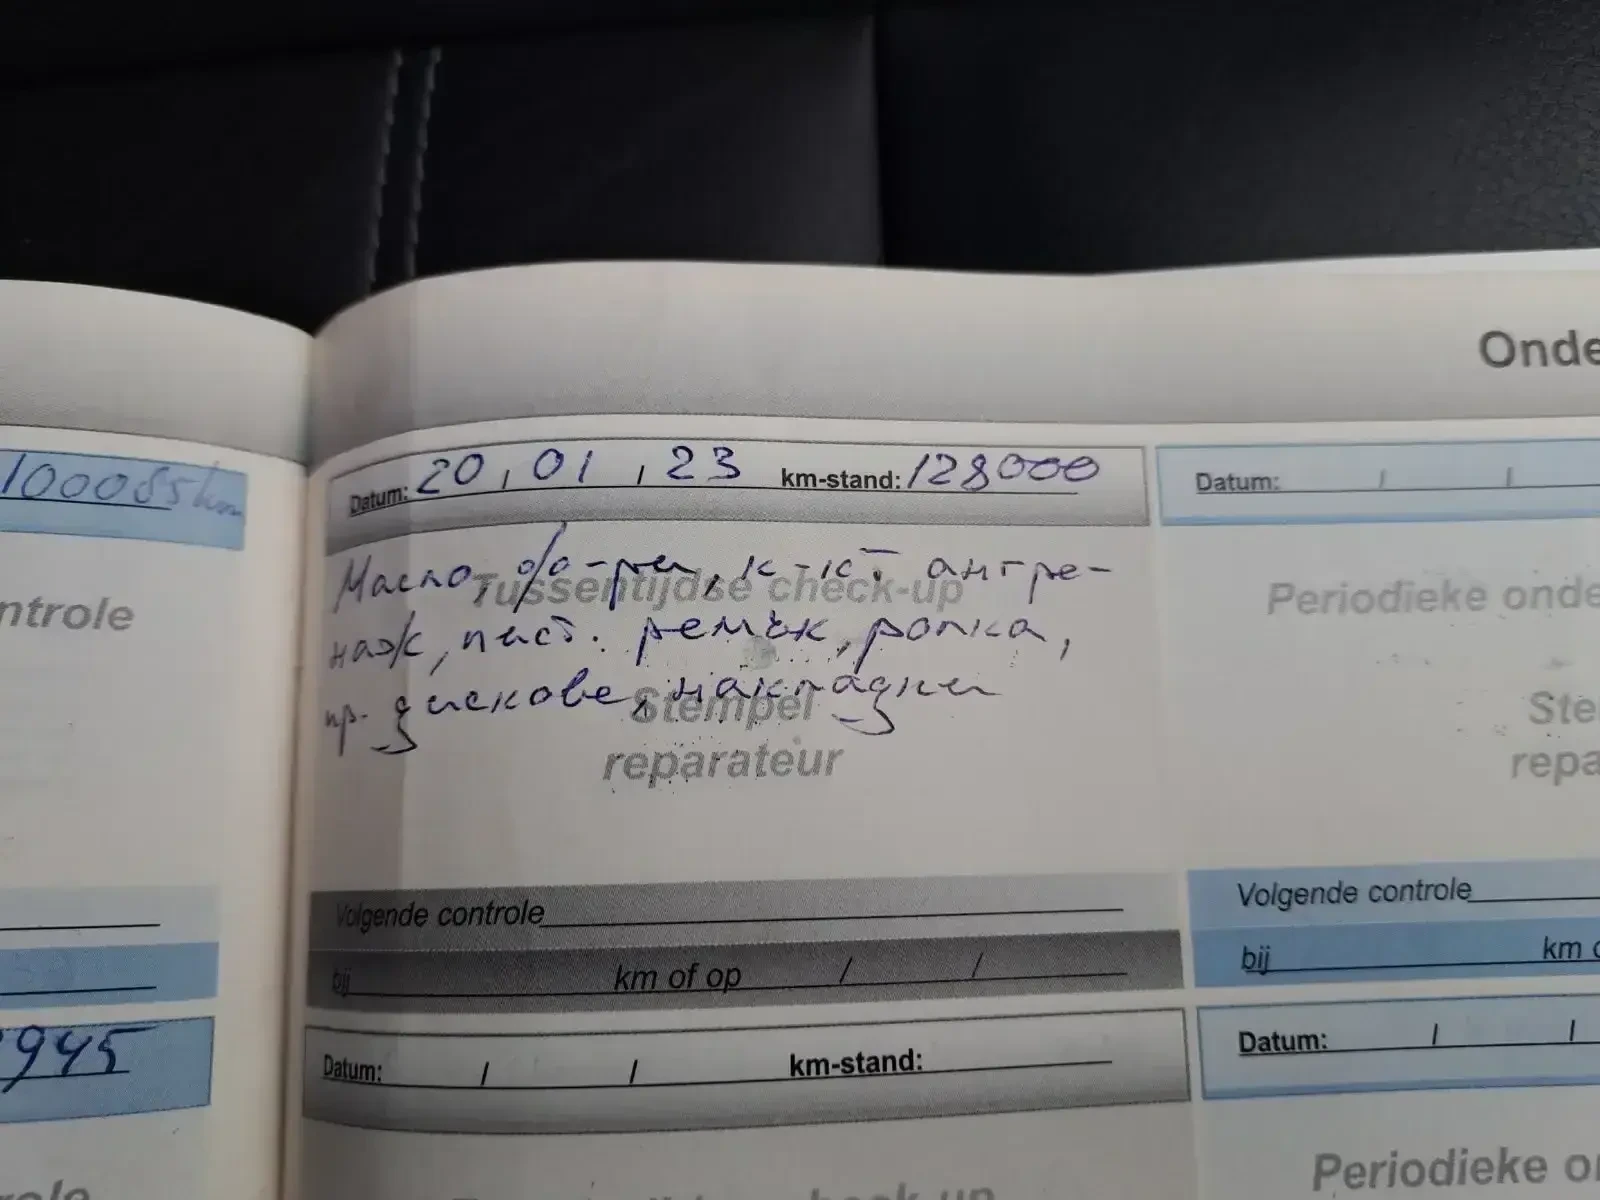 Onde
100085km
Datum: 20 / 01 / 23 km-stand: 128000
Datum: / /
ntrole
Масло, ф-ри, к-кт ангре-
наж, пист. ремък, ролка,
пр. дискове, накладки
Tussentijdse check-up
Stempel
reparateur
Periodieke onde
Ste
repa
Volgende controle
bij km of op / /
Volgende controle
bij km o
945
Datum: / / km-stand:
Datum: / /
Periodieke o